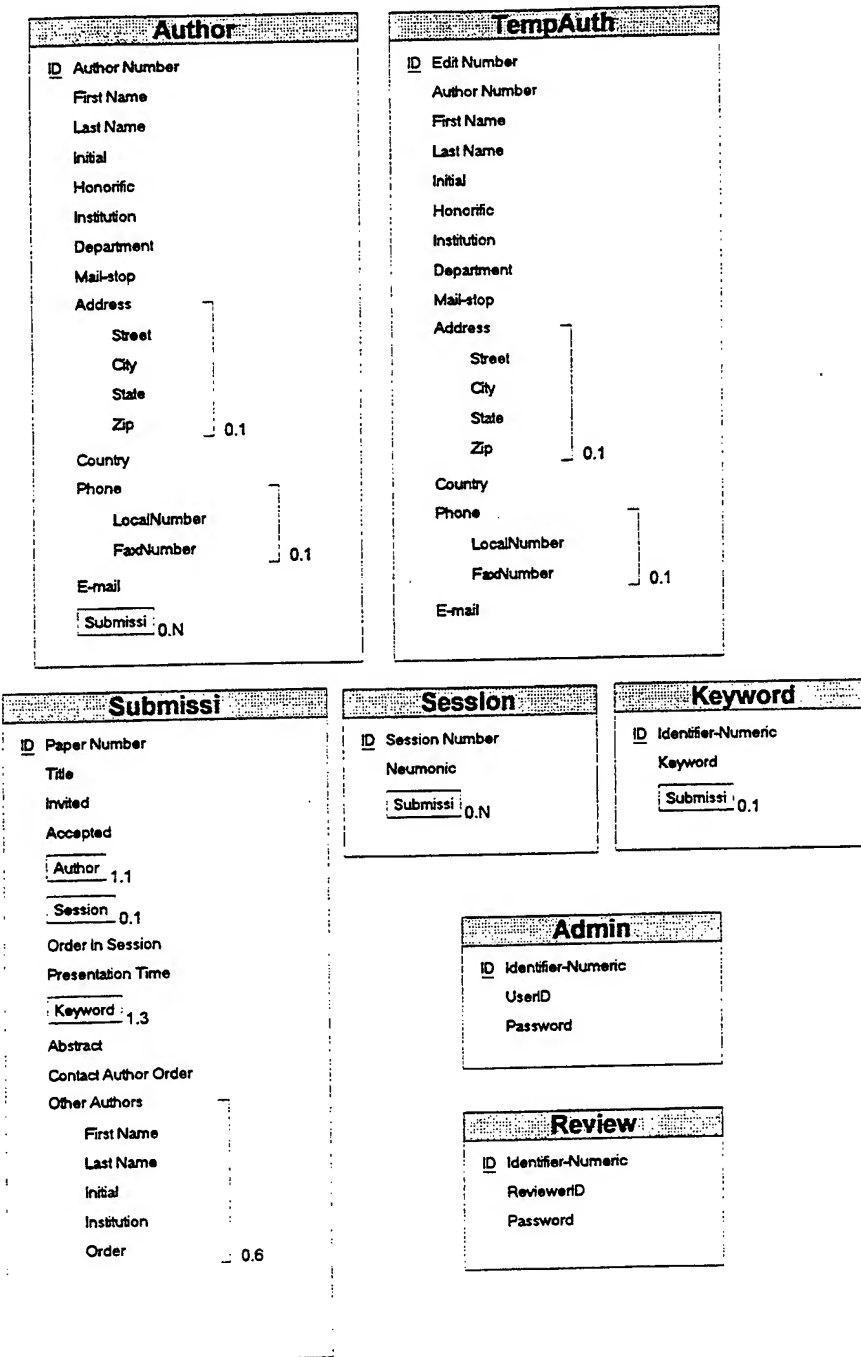 Author
ID Author Number
First Name
Last Name
Initial
Honorific
Institution
Department
Mail-stop
Address
Street
City
State
Zip 0.1
Country
Phone
LocalNumber
FaxNumber 0.1
E-mail
Submissi 0.N
TempAuth
ID Edit Number
Author Number
First Name
Last Name
Initial
Honorific
Institution
Department
Mail-stop
Address
Street
City
State
Zip 0.1
Country
Phone
LocalNumber
FaxNumber 0.1
E-mail
Submissi
ID Paper Number
Title
Invited
Accepted
Author 1.1
Session 0.1
Order In Session
Presentation Time
Keyword 1.3
Abstract
Contact Author Order
Other Authors
First Name
Last Name
Initial
Institution
Order 0.6
Session
ID Session Number
Neumonic
Submissi 0.N
Keyword
ID Identifier-Numeric
Keyword
Submissi 0.1
Admin
ID Identifier-Numeric
UserID
Password
Review
ID Identifier-Numeric
ReviewerID
Password